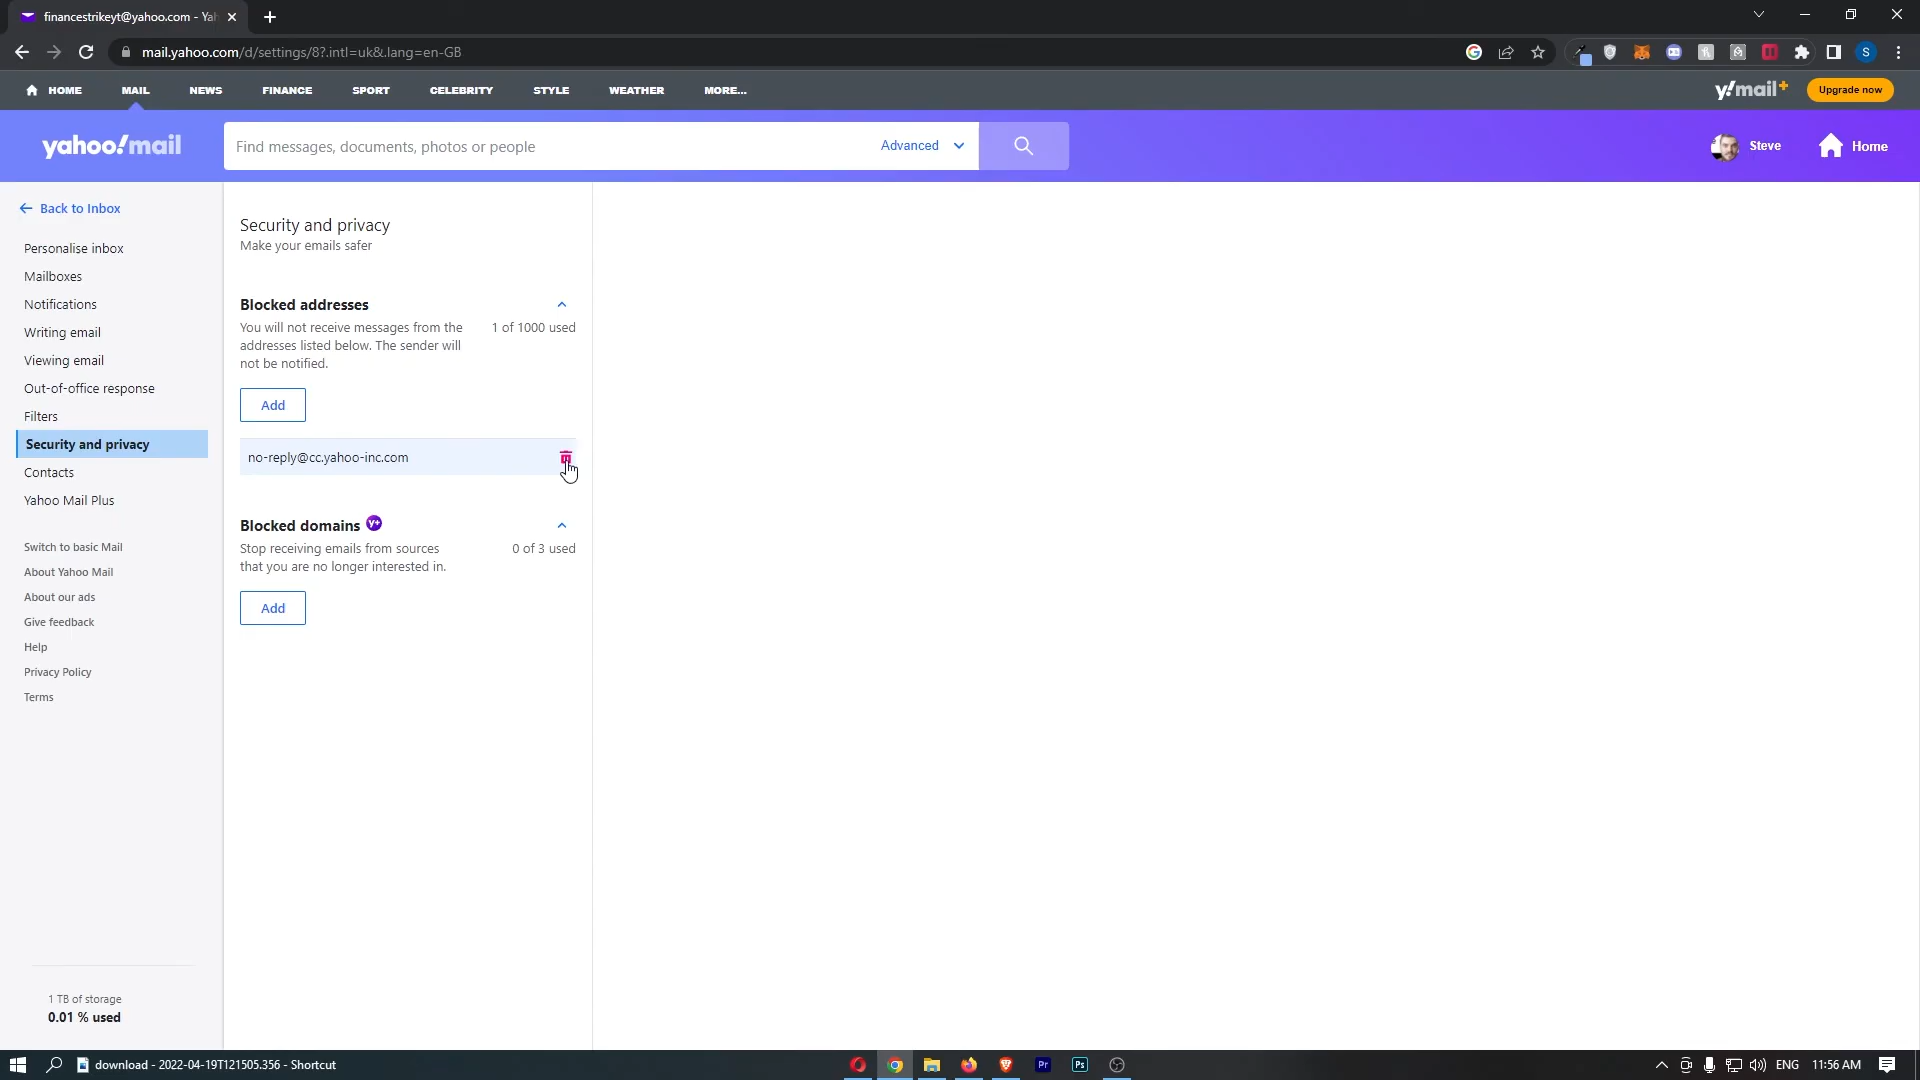 financestrikeyt@yahoo.com - Yah
mail.yahoo.com/d/settings/8?.intl=uk&.lang=en-GB
S
HOME
MAIL
NEWS
FINANCE
SPORT
CELEBRITY
STYLE
WEATHER
MORE...
y!mail+
Upgrade now
yahoo!mail
Find messages, documents, photos or people
Advanced
Steve
Home
Back to Inbox
Personalise inbox
Mailboxes
Notifications
Writing email
Viewing email
Out-of-office response
Filters
Security and privacy
Contacts
Yahoo Mail Plus
Switch to basic Mail
About Yahoo Mail
About our ads
Give feedback
Help
Privacy Policy
Terms
1 TB of storage
0.01 % used
Security and privacy
Make your emails safer
Blocked addresses
You will not receive messages from the
addresses listed below. The sender will
not be notified.
1 of 1000 used
Add
no-reply@cc.yahoo-inc.com
Blocked domains
y+
Stop receiving emails from sources
that you are no longer interested in.
0 of 3 used
Add
download - 2022-04-19T121505.356 - Shortcut
Pr
Ps
ENG
11:56 AM